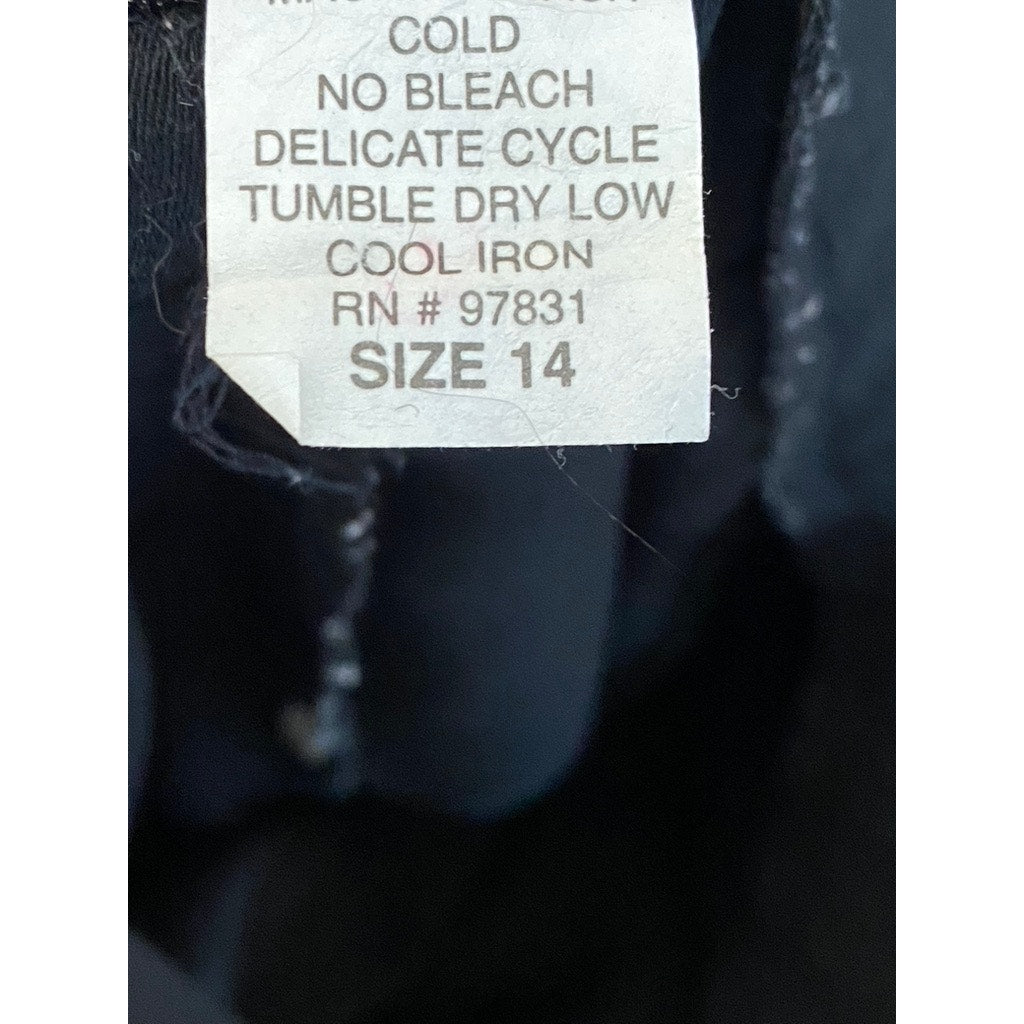 COLD
NO BLEACH
DELICATE CYCLE
TUMBLE DRY LOW
COOL IRON
RN # 97831
SIZE 14